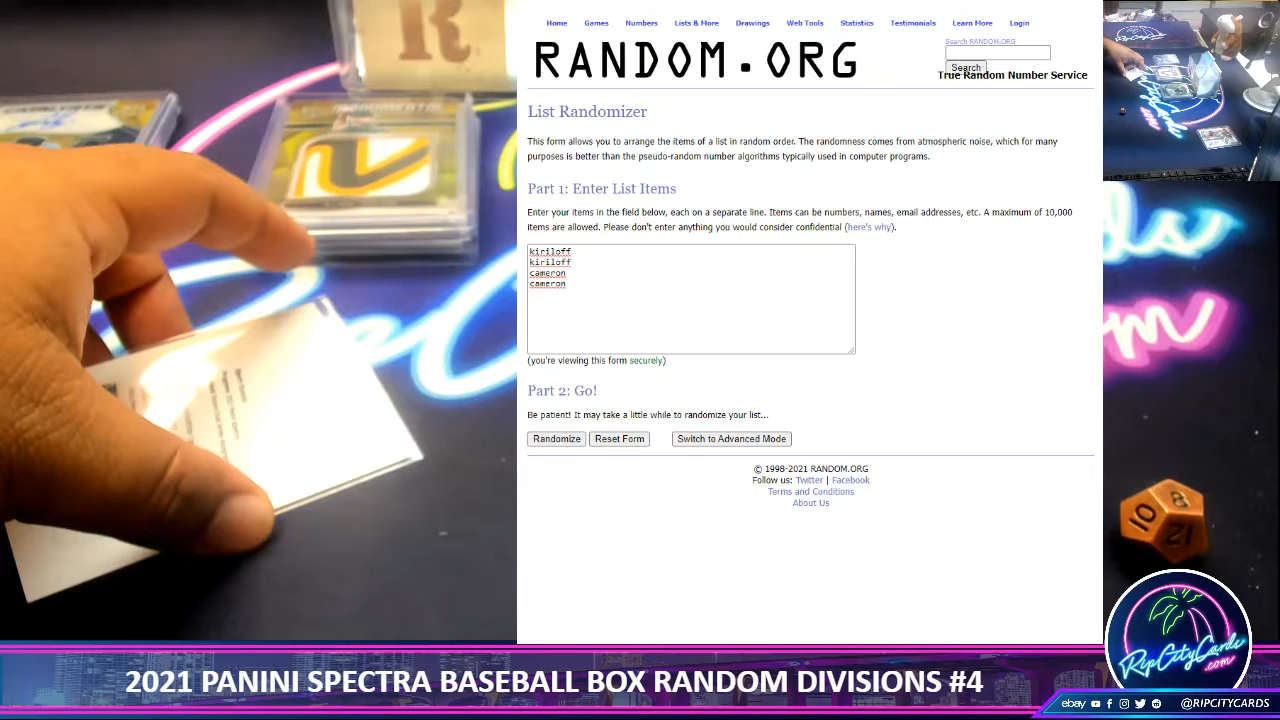 Home Games Numbers Lists & More Drawings Web Tools Statistics Testimonials Learn More Login
RANDOM.ORG
Search RANDOM.ORG
Search
True Random Number Service
List Randomizer
This form allows you to arrange the items of a list in random order. The randomness comes from atmospheric noise, which for many
purposes is better than the pseudo-random number algorithms typically used in computer programs.
Part 1: Enter List Items
Enter your items in the field below, each on a separate line. Items can be numbers, names, email addresses, etc. A maximum of 10,000
items are allowed. Please don't enter anything you would consider confidential (here's why).
kiriloff
kiriloff
cameron
cameron
(you're viewing this form securely)
Part 2: Go!
Be patient! It may take a little while to randomize your list...
Randomize Reset Form Switch to Advanced Mode
© 1998-2021 RANDOM.ORG
Follow us: Twitter | Facebook
Terms and Conditions
About Us
10
8
12
RipCityCards
.com
2021 PANINI SPECTRA BASEBALL BOX RANDOM DIVISIONS #4
ebay @RIPCITYCARDS